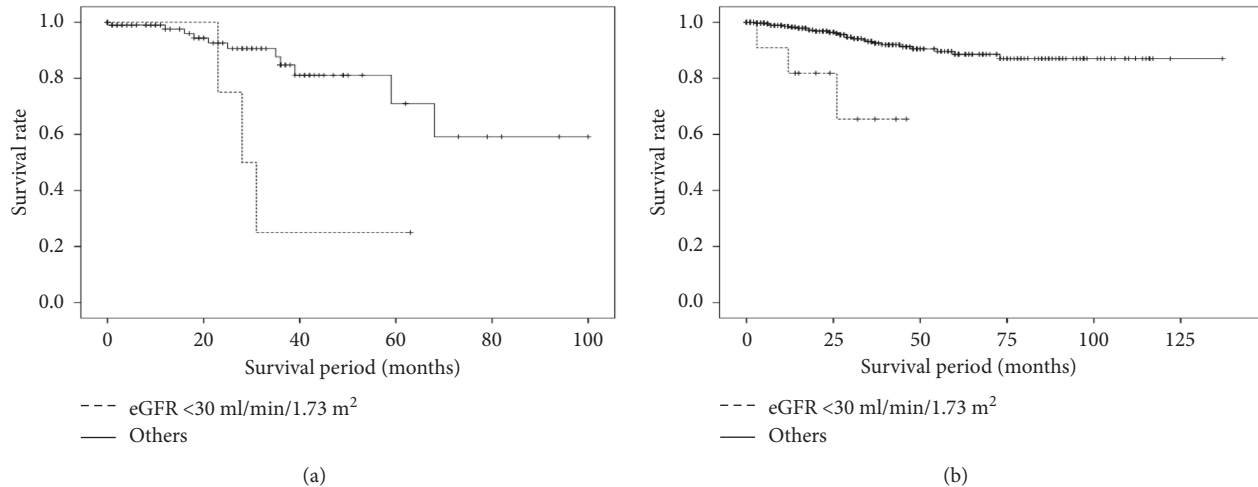 1.0
0.8
0.6
0.4
0.2
0.0
Survival rate
0 20 40 60 80 100
Survival period (months)
eGFR <30 ml/min/1.73 m²
Others
(a)
1.0
0.8
0.6
0.4
0.2
0.0
Survival rate
0 25 50 75 100 125
Survival period (months)
eGFR <30 ml/min/1.73 m²
Others
(b)